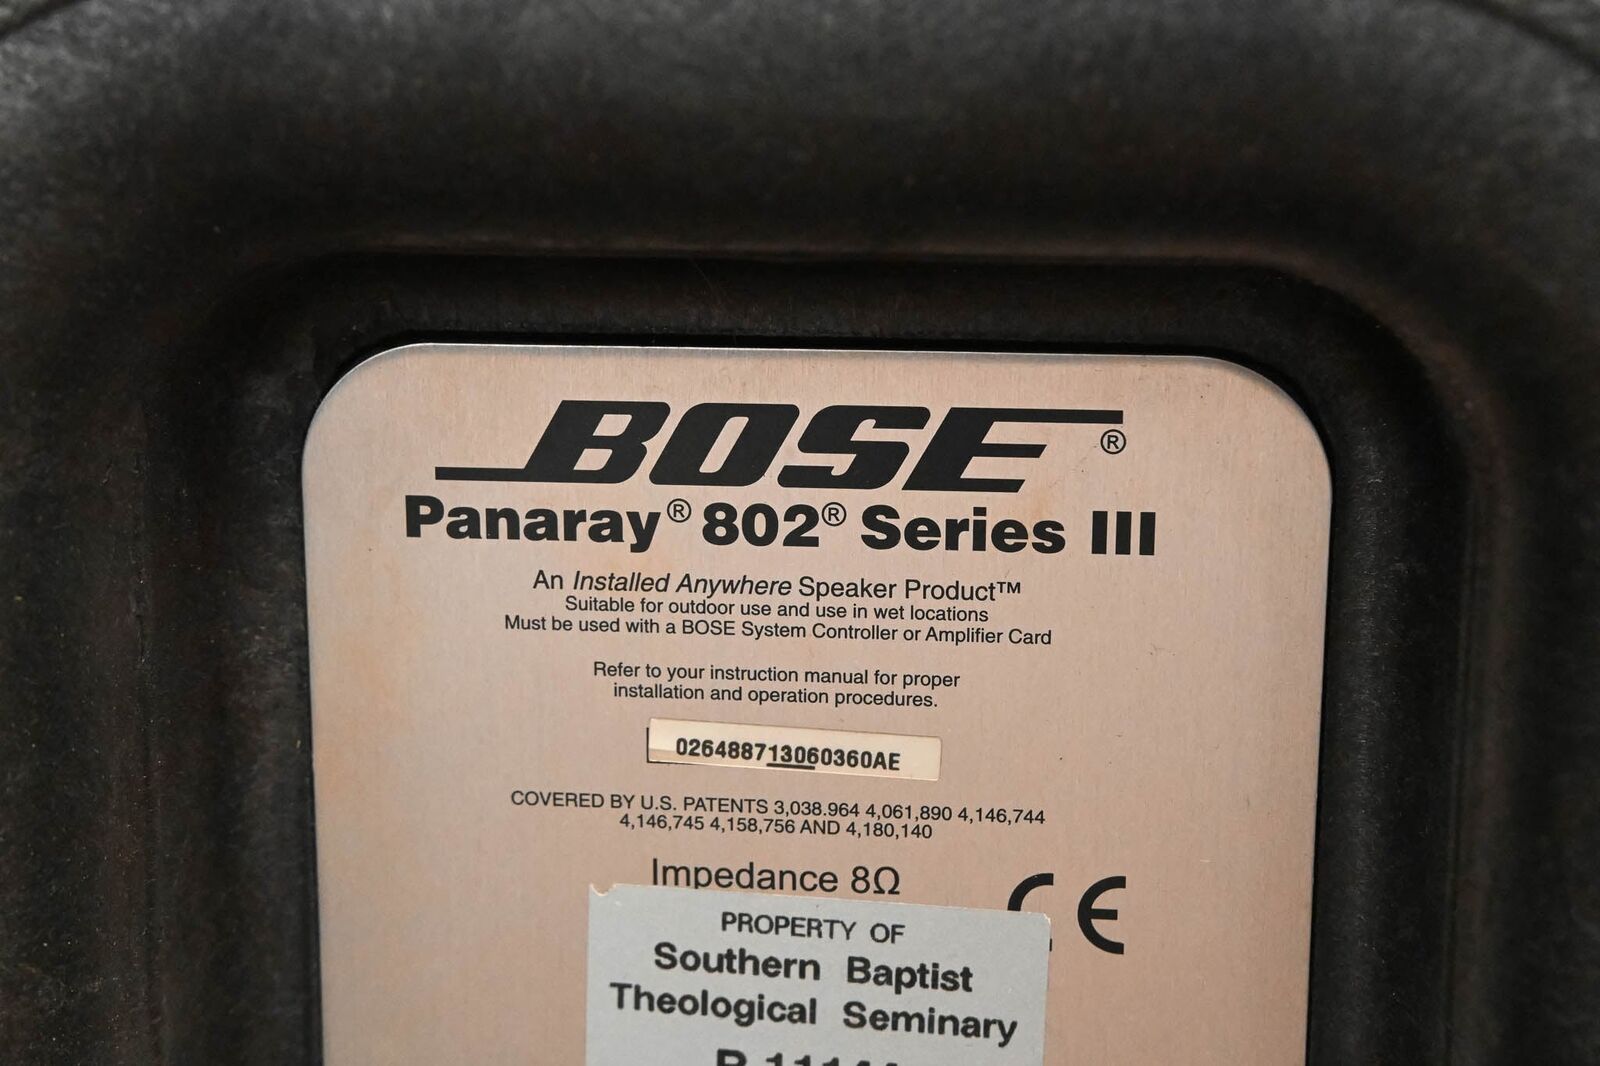 BOSE®
Panaray® 802® Series III
An Installed Anywhere Speaker Product™
Suitable for outdoor use and use in wet locations
Must be used with a BOSE System Controller or Amplifier Card
Refer to your instruction manual for proper
installation and operation procedures.
026488713060360AE
COVERED BY U.S. PATENTS 3,038.964 4,061,890 4,146,744
4,146,745 4,158,756 AND 4,180,140
Impedance 8Ω
CE
PROPERTY OF
Southern Baptist
Theological Seminary